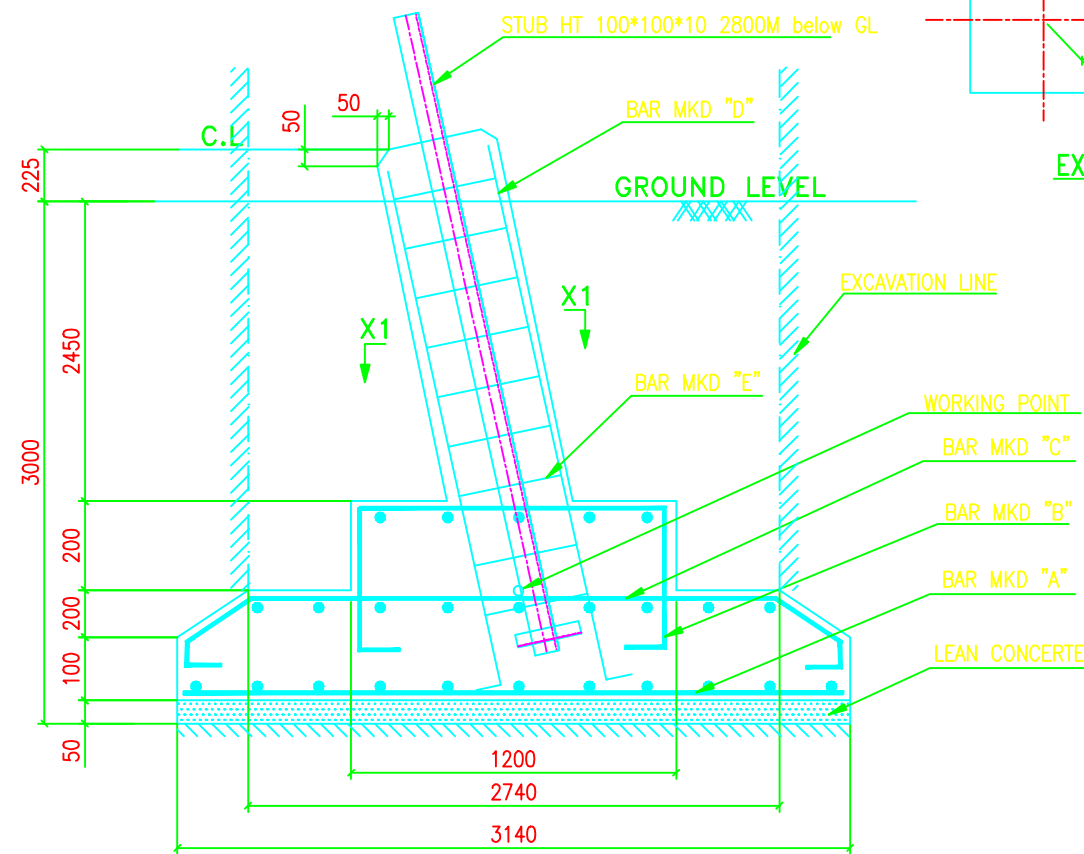 STUB HT 100*100*10 2800M below GL
50
50
BAR MKD "D"
C.L
225
EX
GROUND LEVEL
EXCAVATION LINE
X1
X1
2450
BAR MKD "E"
WORKING POINT
3000
BAR MKD "C"
BAR MKD "B"
200
BAR MKD "A"
200
LEAN CONCERTE
100
50
1200
2740
3140